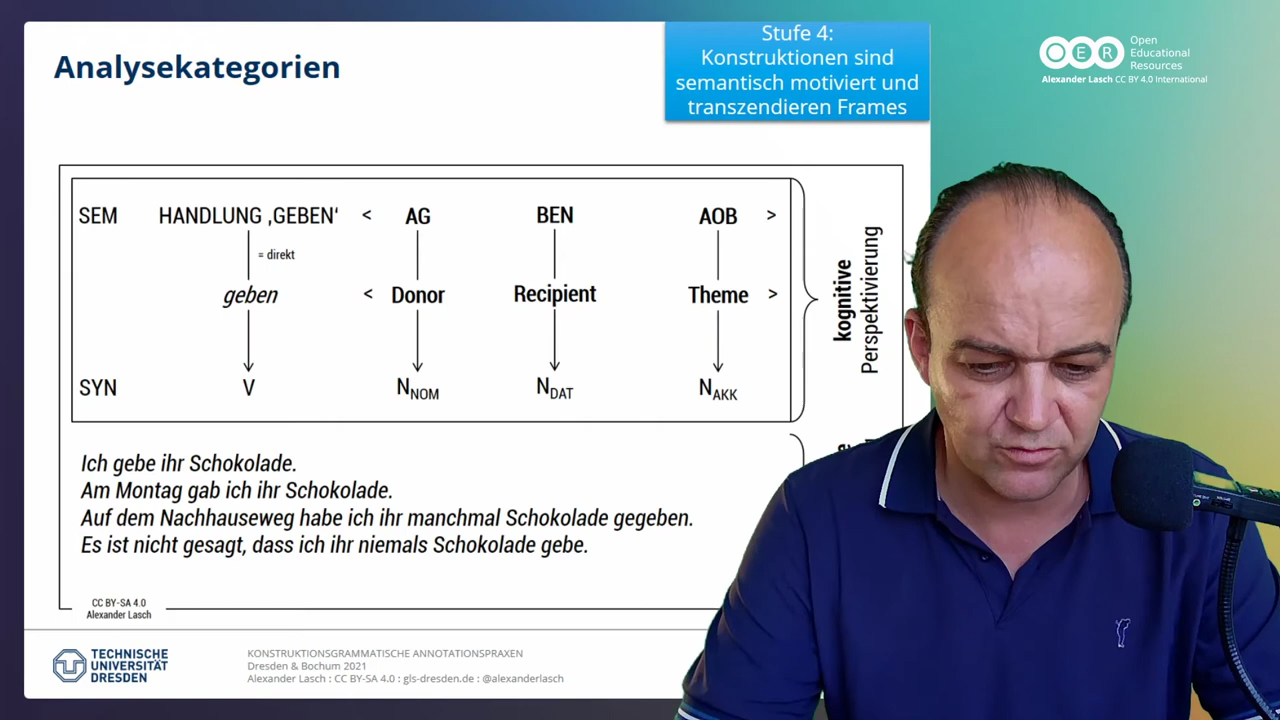 Analysekategorien
Stufe 4:
Konstruktionen sind
semantisch motiviert und
transzendieren Frames
OER
Open
Educational
Resources
Alexander Lasch CC BY 4.0 International
SEM HANDLUNG ‚GEBEN‘ < AG BEN AOB >
= direkt
geben < Donor Recipient Theme >
SYN V N NOM N DAT N AKK
kognitive
Perspektivierung
Ich gebe ihr Schokolade.
Am Montag gab ich ihr Schokolade.
Auf dem Nachhauseweg habe ich ihr manchmal Schokolade gegeben.
Es ist nicht gesagt, dass ich ihr niemals Schokolade gebe.
CC BY-SA 4.0
Alexander Lasch
TECHNISCHE
UNIVERSITÄT
DRESDEN
KONSTRUKTIONSGRAMMATISCHE ANNOTATIONSPRAXEN
Dresden & Bochum 2021
Alexander Lasch : CC BY-SA 4.0 : gls-dresden.de : @alexanderlasch